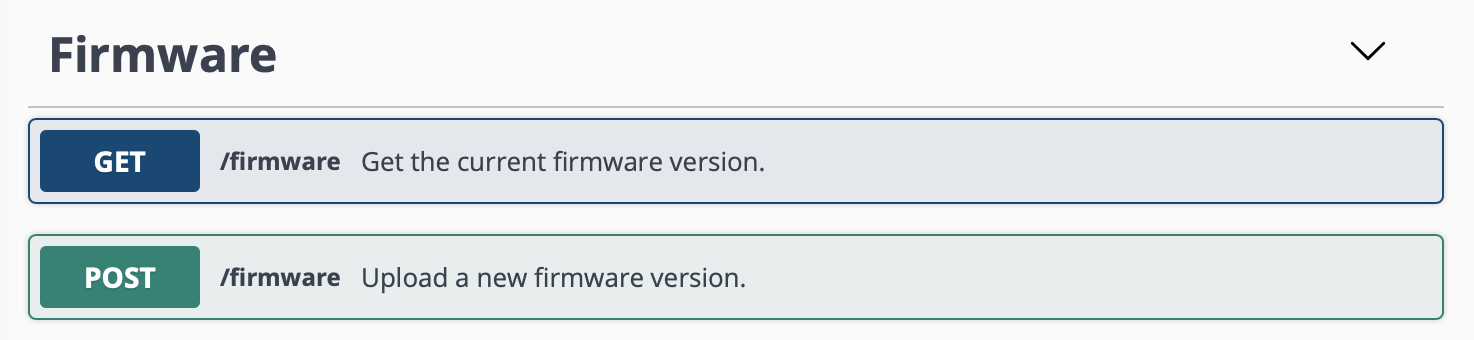 Firmware
GET /firmware Get the current firmware version.
POST /firmware Upload a new firmware version.